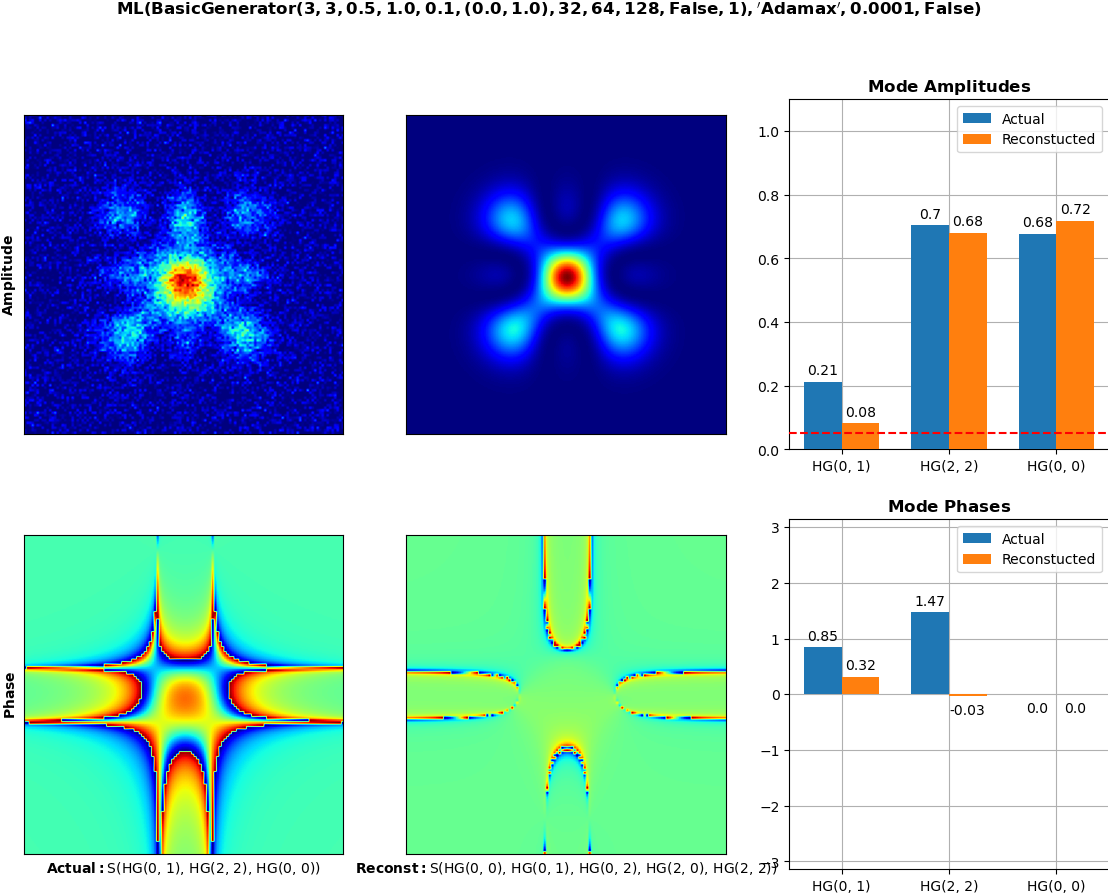 ML(BasicGenerator(3, 3, 0.5, 1.0, 0.1, (0.0, 1.0), 32, 64, 128, False, 1), ′Adamax′, 0.0001, False)
Amplitude
Mode Amplitudes
Actual
Reconstucted
1.0
0.8
0.6
0.4
0.2
0.0
0.21
0.08
0.7
0.68
0.68
0.72
HG(0, 1)
HG(2, 2)
HG(0, 0)
Phase
Actual: S(HG(0, 1), HG(2, 2), HG(0, 0))
Reconst: S(HG(0, 0), HG(0, 1), HG(0, 2), HG(2, 0), HG(2, 2))
Mode Phases
Actual
Reconstucted
3
2
1
0
−1
−2
−3
0.85
0.32
1.47
-0.03
0.0
0.0
HG(0, 1)
HG(2, 2)
HG(0, 0)